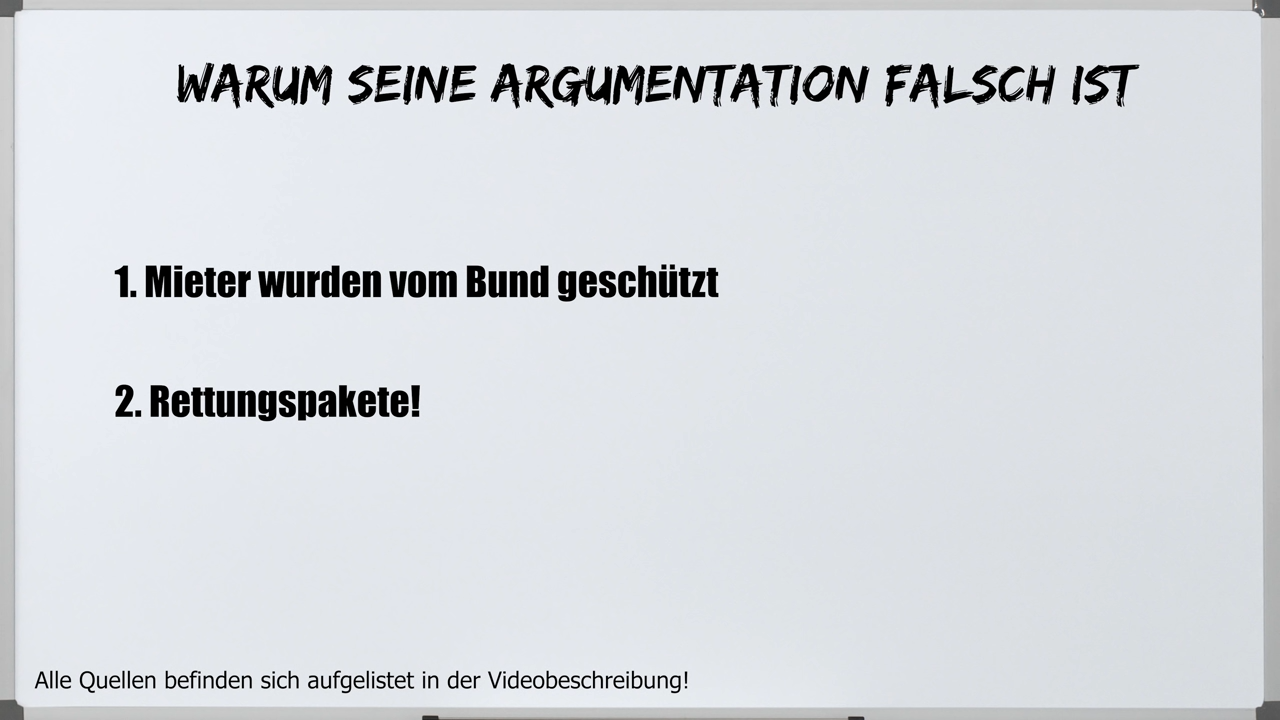 WARUM SEINE ARGUMENTATION FALSCH IST
1. Mieter wurden vom Bund geschützt
2. Rettungspakete!
Alle Quellen befinden sich aufgelistet in der Videobeschreibung!